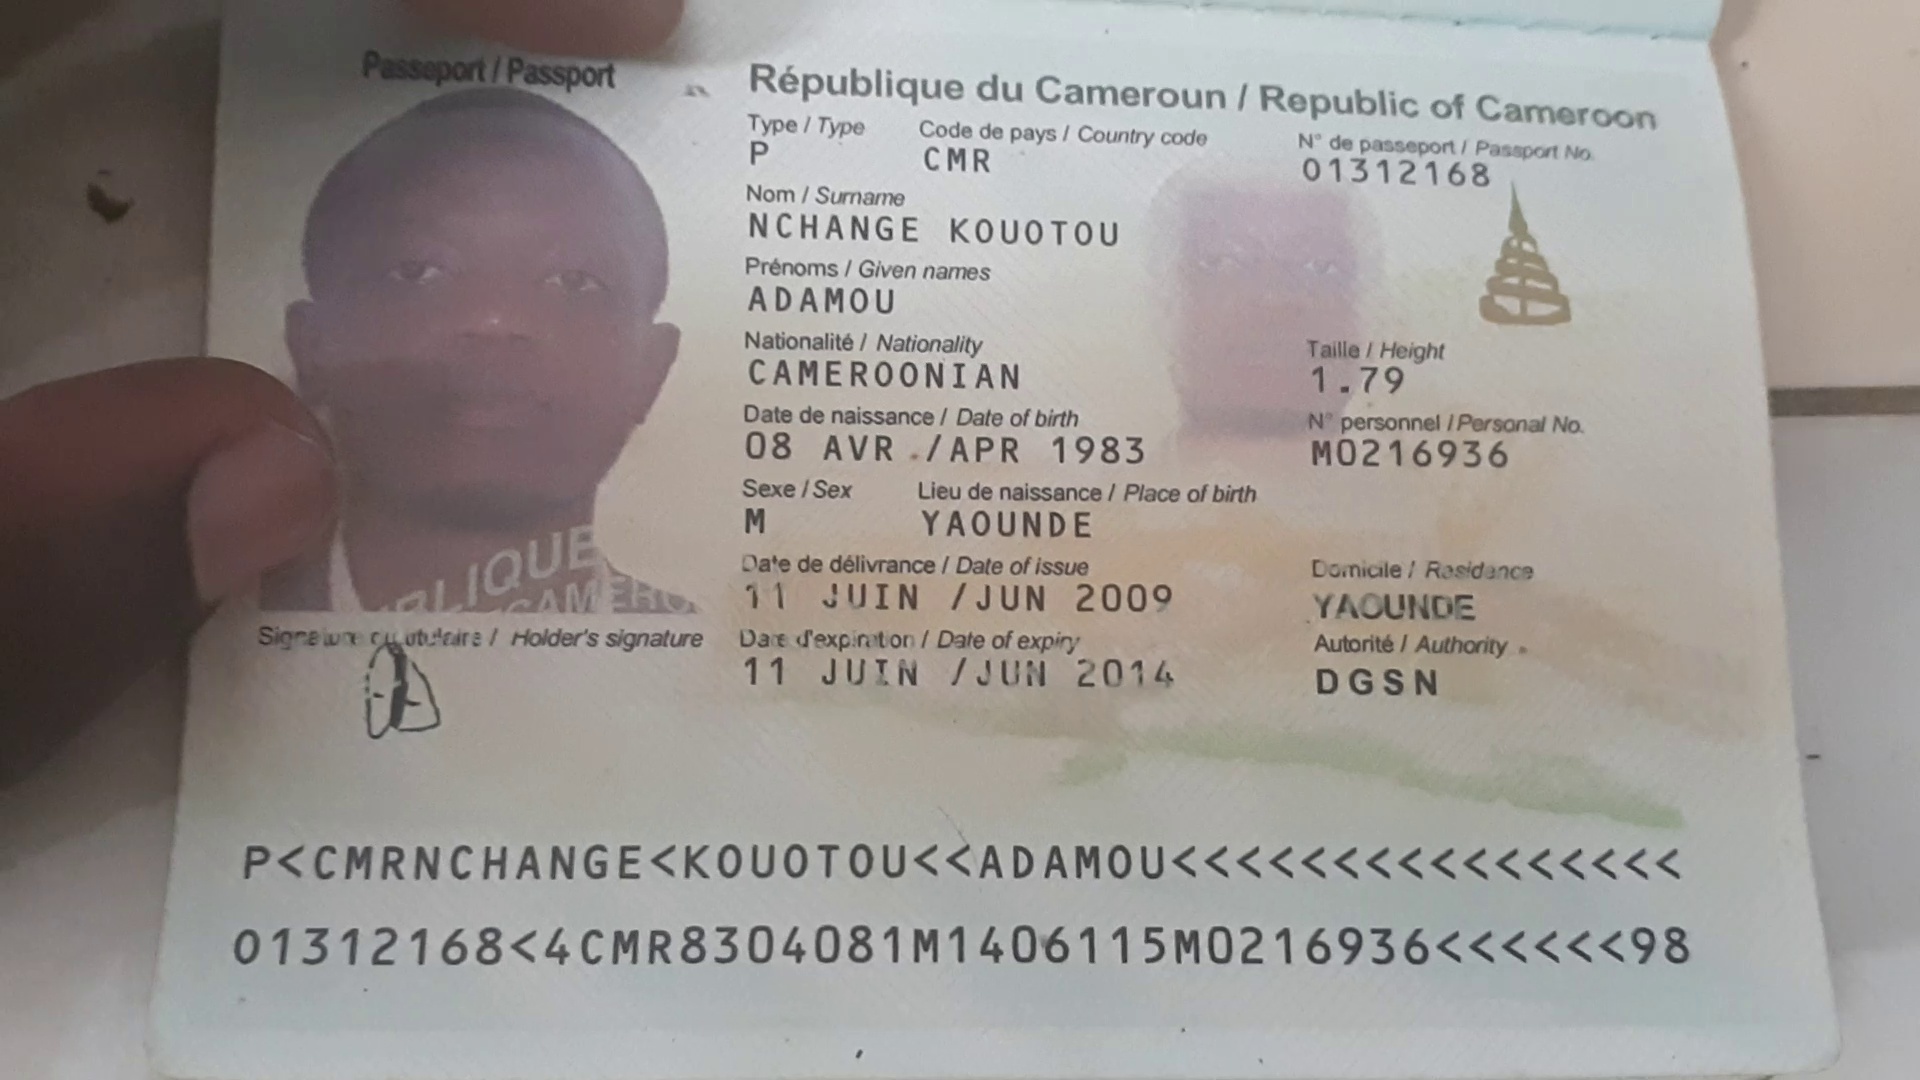 Passeport / Passport
République du Cameroun / Republic of Cameroon
Type / Type Code de pays / Country code N° de passeport / Passport No.
P CMR 01312168
Nom / Surname
NCHANGE KOUOTOU
Prénoms / Given names
ADAMOU
Nationalité / Nationality Taille / Height
CAMEROONIAN 1.79
Date de naissance / Date of birth N° personnel / Personal No.
08 AVR ./APR 1983 M0216936
Sexe / Sex Lieu de naissance / Place of birth
M YAOUNDE
Date de délivrance / Date of issue Domicile / Residence
11 JUIN /JUN 2009 YAOUNDE
Date d'expiration / Date of expiry Autorité / Authority
11 JUIN /JUN 2014 DGSN
Signature du titulaire / Holder's signature
P<CMRNCHANGE<KOUOTOU<<ADAMOU<<<<<<<<<<<<<<<<
01312168<4CMR8304081M1406115M0216936<<<<<<98